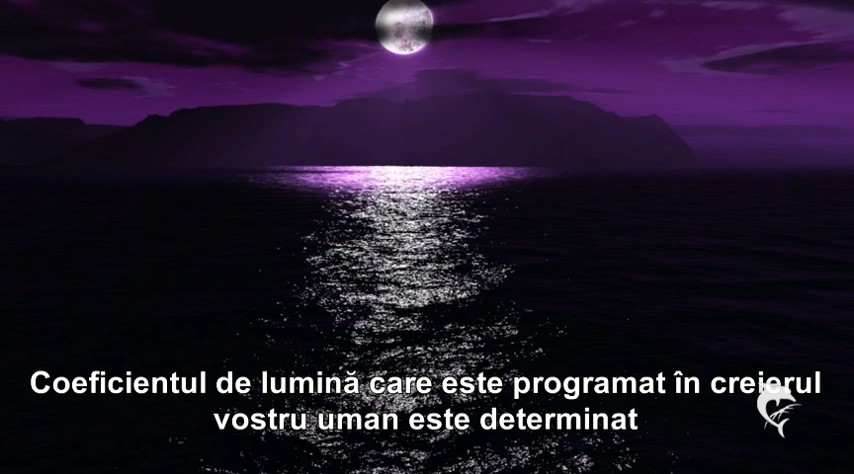 Coeficientul de lumină care este programat în creierul
vostru uman este determinat